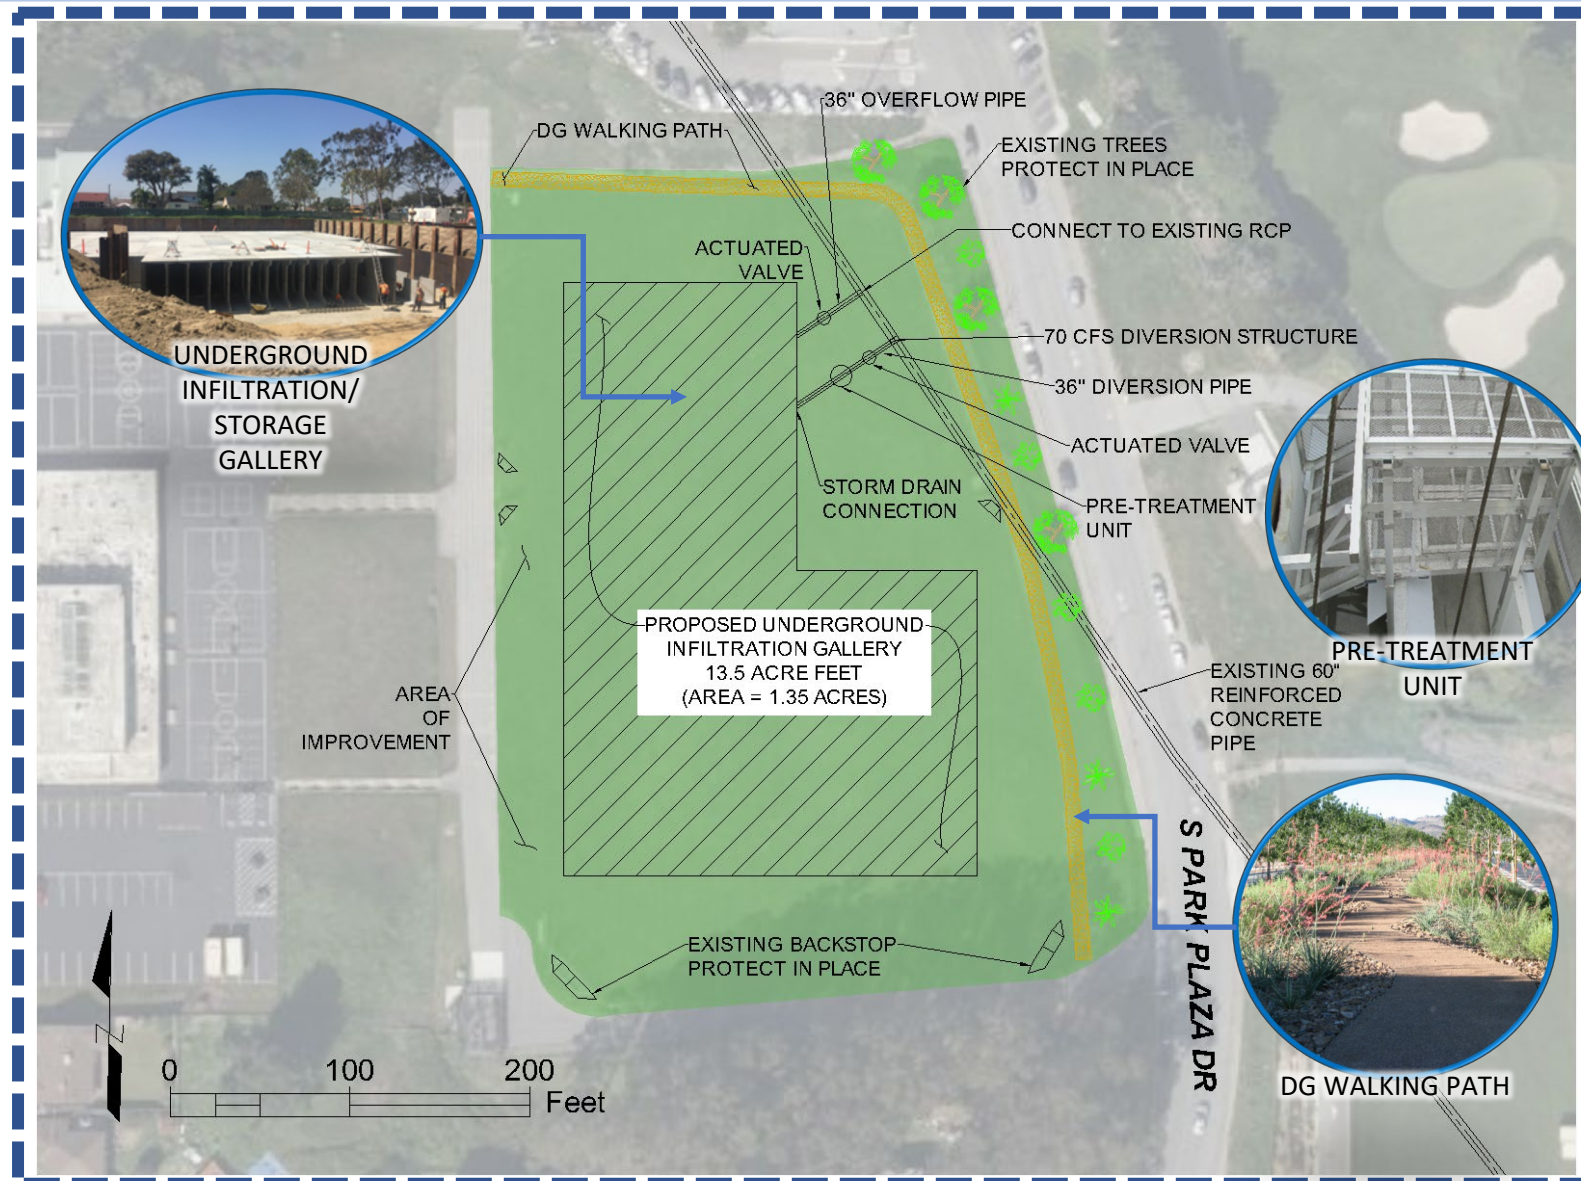 36" OVERFLOW PIPE
DG WALKING PATH
EXISTING TREES
PROTECT IN PLACE
CONNECT TO EXISTING RCP
ACTUATED
VALVE
70 CFS DIVERSION STRUCTURE
36" DIVERSION PIPE
ACTUATED VALVE
STORM DRAIN
CONNECTION
PRE-TREATMENT
UNIT
UNDERGROUND
INFILTRATION/
STORAGE
GALLERY
PROPOSED UNDERGROUND
INFILTRATION GALLERY
13.5 ACRE FEET
(AREA = 1.35 ACRES)
PRE-TREATMENT
UNIT
EXISTING 60"
REINFORCED
CONCRETE
PIPE
AREA
OF
IMPROVEMENT
EXISTING BACKSTOP
PROTECT IN PLACE
S PARK PLAZA DR
DG WALKING PATH
N
0 100 200
Feet